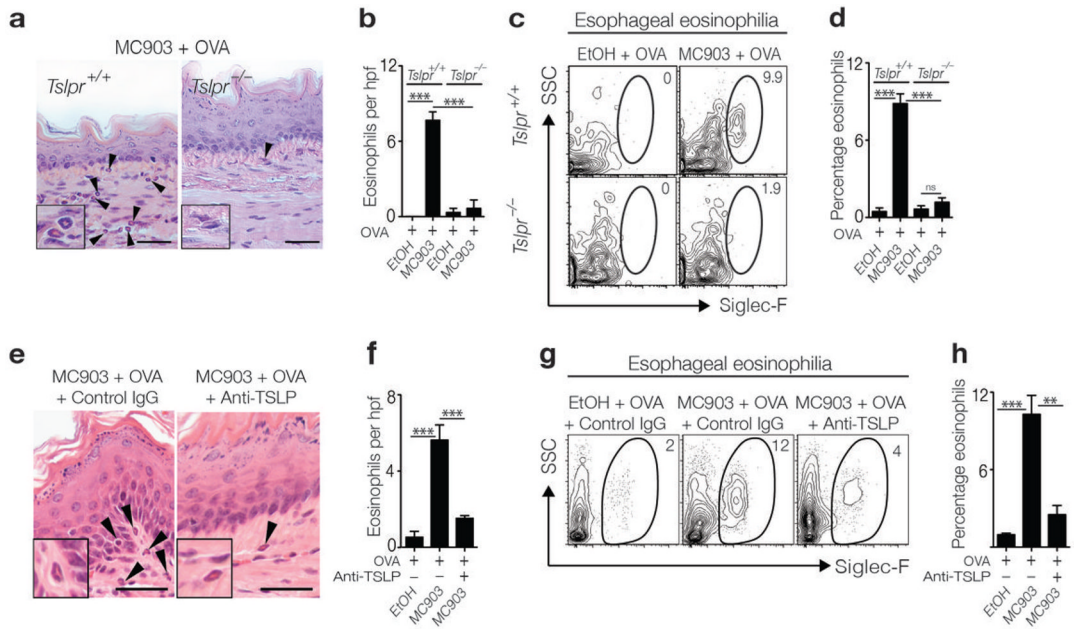 a
MC903 + OVA
Tslpr+/+
Tslpr−/−
b
Eosinophils per hpf
12
6
0
Tslpr+/+ Tslpr−/−
*** ***
OVA + + + +
EtOH MC903 EtOH MC903
c
Esophageal eosinophilia
EtOH + OVA MC903 + OVA
SSC
Tslpr+/+
0 9.9
Tslpr−/−
0 1.9
Siglec-F
d
Percentage eosinophils
12
6
0
Tslpr+/+ Tslpr−/−
*** ***
ns
OVA + + + +
EtOH MC903 EtOH MC903
e
MC903 + OVA
+ Control IgG
MC903 + OVA
+ Anti-TSLP
f
Eosinophils per hpf
8
4
0
***
***
OVA + + +
Anti-TSLP − − +
EtOH MC903 MC903
g
Esophageal eosinophilia
EtOH + OVA
+ Control IgG
MC903 + OVA
+ Control IgG
MC903 + OVA
+ Anti-TSLP
SSC
2 12 4
Siglec-F
h
Percentage eosinophils
12
6
0
*** **
OVA + + +
Anti-TSLP − − +
EtOH MC903 MC903